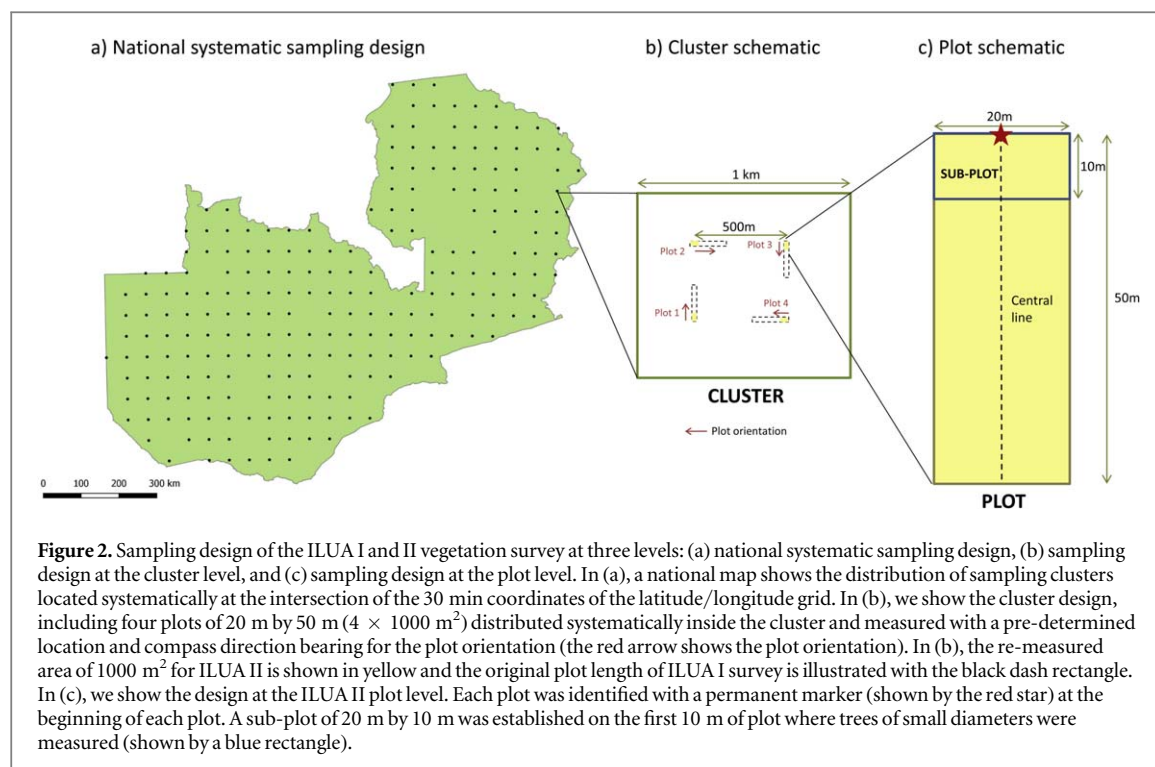 a) National systematic sampling design
b) Cluster schematic
c) Plot schematic
20m
SUB-PLOT
10m
1 km
500m
Plot 2
Plot 3
Plot 1
Plot 4
50m
Central
line
CLUSTER
Plot orientation
PLOT
0 100 200 300 km
Figure 2. Sampling design of the ILUA I and II vegetation survey at three levels: (a) national systematic sampling design, (b) sampling
design at the cluster level, and (c) sampling design at the plot level. In (a), a national map shows the distribution of sampling clusters
located systematically at the intersection of the 30 min coordinates of the latitude/longitude grid. In (b), we show the cluster design,
including four plots of 20 m by 50 m (4 × 1000 m²) distributed systematically inside the cluster and measured with a pre-determined
location and compass direction bearing for the plot orientation (the red arrow shows the plot orientation). In (b), the re-measured
area of 1000 m² for ILUA II is shown in yellow and the original plot length of ILUA I survey is illustrated with the black dash rectangle.
In (c), we show the design at the ILUA II plot level. Each plot was identified with a permanent marker (shown by the red star) at the
beginning of each plot. A sub-plot of 20 m by 10 m was established on the first 10 m of plot where trees of small diameters were
measured (shown by a blue rectangle).